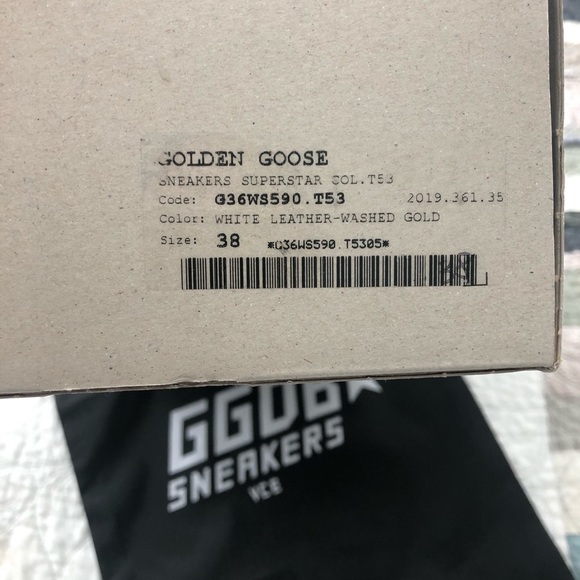 GOLDEN GOOSE
SNEAKERS SUPERSTAR COL.T53
Code: G36WS590.T53 2019.361.35
Color: WHITE LEATHER-WASHED GOLD
Size: 38 *G36WS590.T5305*
GGDB
SNEAKERS
VCE